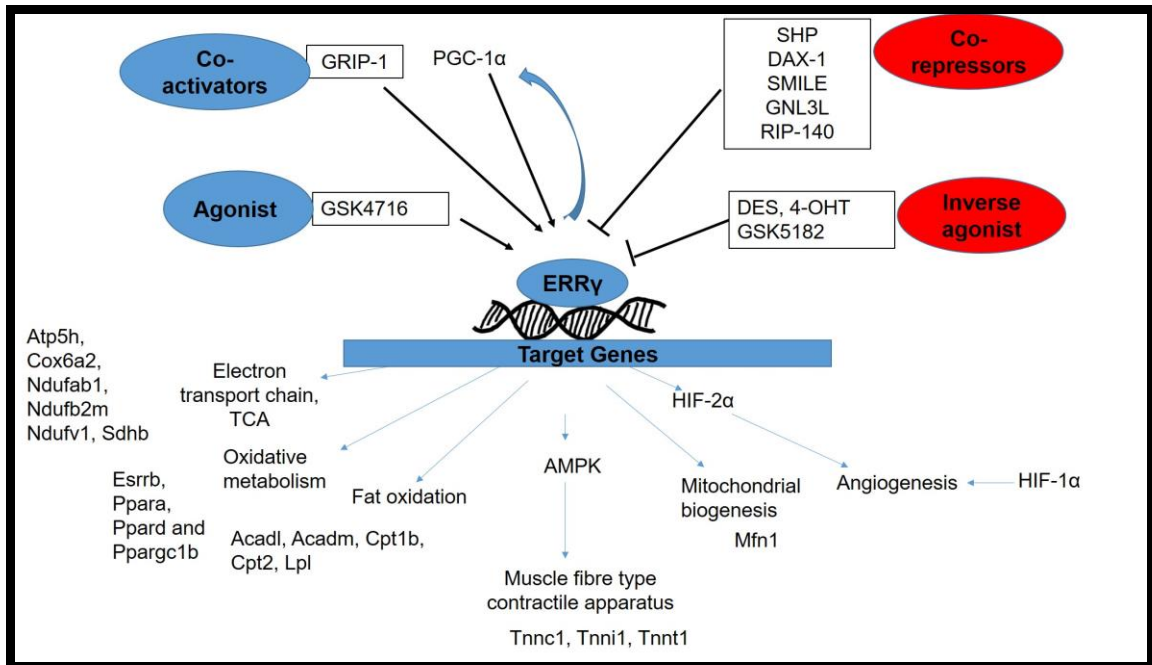 Co-
activators
GRIP-1
PGC-1α
SHP
DAX-1
SMILE
GNL3L
RIP-140
Co-
repressors
Agonist
GSK4716
DES, 4-OHT
GSK5182
Inverse
agonist
ERRγ
Target Genes
Atp5h,
Cox6a2,
Ndufab1,
Ndufb2m
Ndufv1, Sdhb
Electron
transport chain,
TCA
HIF-2α
Oxidative
metabolism
Esrrb,
Ppara,
Ppard and
Ppargc1b
Fat oxidation
Acadl, Acadm, Cpt1b,
Cpt2, Lpl
AMPK
Muscle fibre type
contractile apparatus
Tnnc1, Tnni1, Tnnt1
Mitochondrial
biogenesis
Mfn1
Angiogenesis
HIF-1α